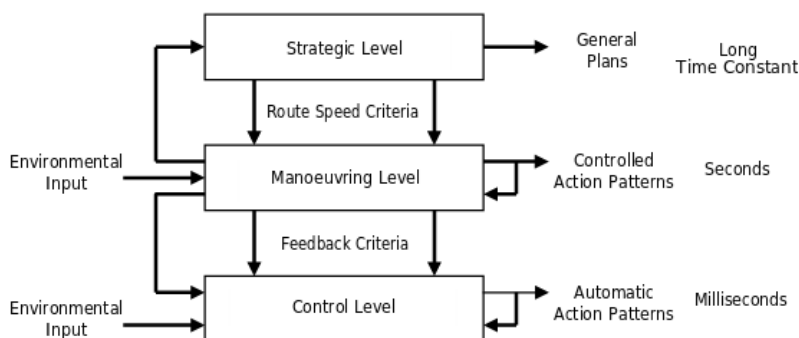 Strategic Level
General
Plans
Long
Time Constant
Route Speed Criteria
Environmental
Input
Manoeuvring Level
Controlled
Action Patterns
Seconds
Feedback Criteria
Environmental
Input
Control Level
Automatic
Action Patterns
Milliseconds